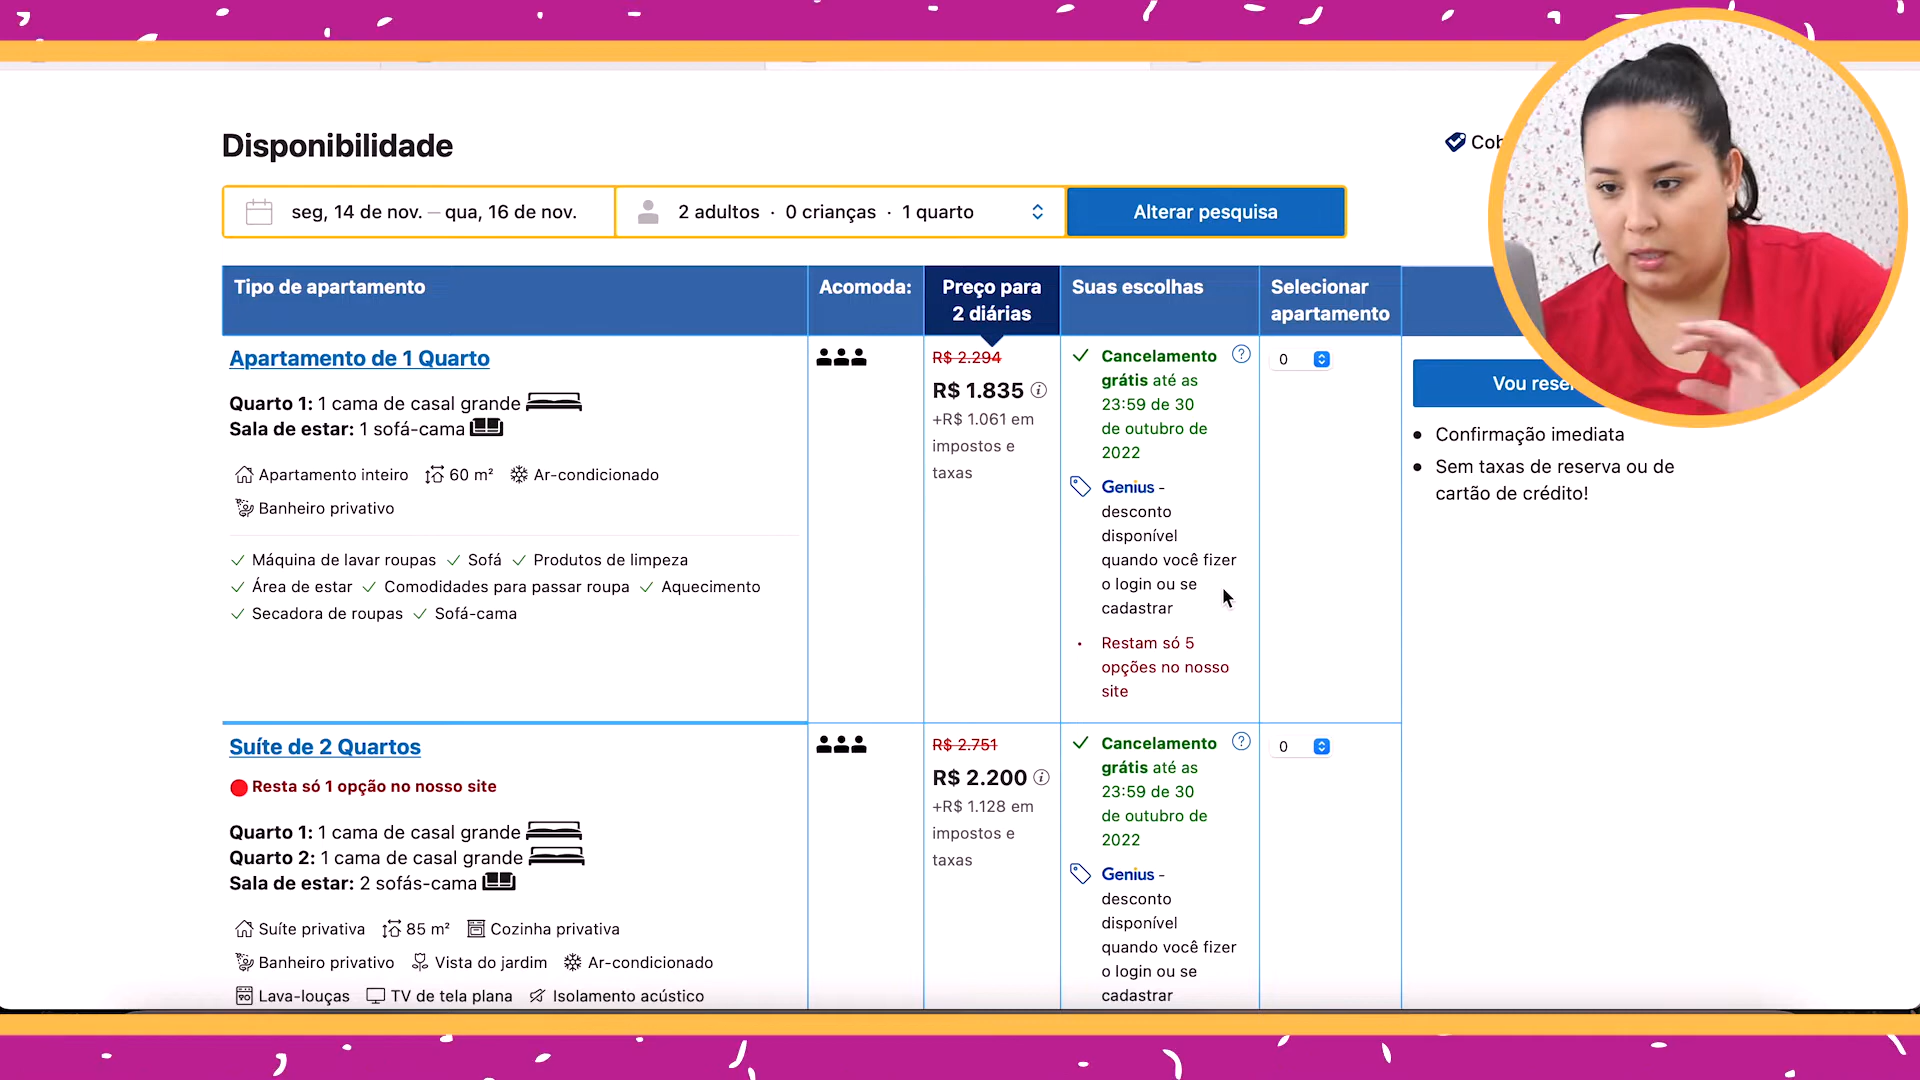 Disponibilidade
seg, 14 de nov. — qua, 16 de nov.
2 adultos · 0 crianças · 1 quarto
Alterar pesquisa
Tipo de apartamento
Acomoda:
Preço para
2 diárias
Suas escolhas
Selecionar
apartamento
Apartamento de 1 Quarto
Quarto 1: 1 cama de casal grande
Sala de estar: 1 sofá-cama
Apartamento inteiro 60 m² Ar-condicionado
Banheiro privativo
Máquina de lavar roupas Sofá Produtos de limpeza
Área de estar Comodidades para passar roupa Aquecimento
Secadora de roupas Sofá-cama
R$ 2.294
R$ 1.835
+R$ 1.061 em
impostos e
taxas
Cancelamento
grátis até as
23:59 de 30
de outubro de
2022
Genius -
desconto
disponível
quando você fizer
o login ou se
cadastrar
• Restam só 5
opções no nosso
site
0
Vou
• Confirmação imediata
• Sem taxas de reserva ou de
cartão de crédito!
Suíte de 2 Quartos
Resta só 1 opção no nosso site
Quarto 1: 1 cama de casal grande
Quarto 2: 1 cama de casal grande
Sala de estar: 2 sofás-cama
Suíte privativa 85 m² Cozinha privativa
Banheiro privativo Vista do jardim Ar-condicionado
Lava-louças TV de tela plana Isolamento acústico
R$ 2.751
R$ 2.200
+R$ 1.128 em
impostos e
taxas
Cancelamento
grátis até as
23:59 de 30
de outubro de
2022
Genius -
desconto
disponível
quando você fizer
o login ou se
cadastrar
0